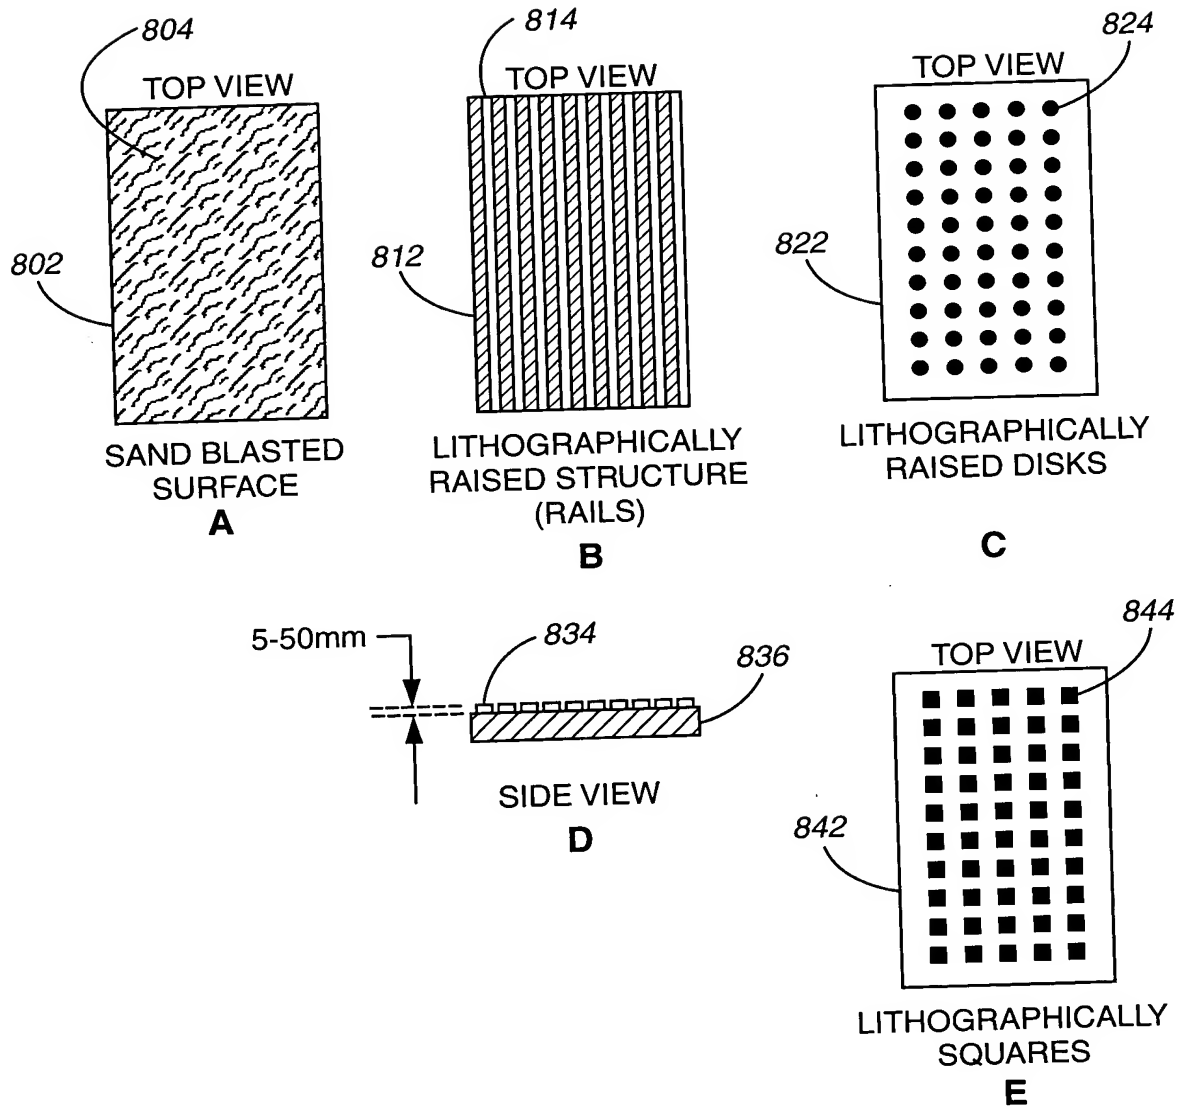 804
TOP VIEW
802
SAND BLASTED
SURFACE
A
814
TOP VIEW
812
LITHOGRAPHICALLY
RAISED STRUCTURE
(RAILS)
B
824
TOP VIEW
822
LITHOGRAPHICALLY
RAISED DISKS
C
5-50mm
834
836
SIDE VIEW
D
844
TOP VIEW
842
LITHOGRAPHICALLY
SQUARES
E